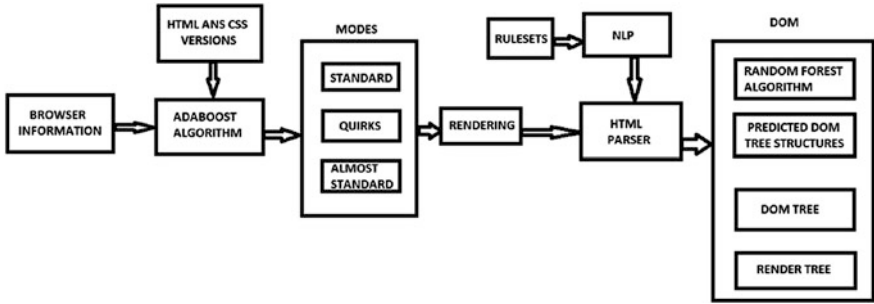 HTML ANS CSS
VERSIONS
BROWSER
INFORMATION
ADABOOST
ALGORITHM
MODES
STANDARD
QUIRKS
ALMOST
STANDARD
RENDERING
RULESETS
NLP
HTML
PARSER
DOM
RANDOM FOREST
ALGORITHM
PREDICTED DOM
TREE STRUCTURES
DOM TREE
RENDER TREE